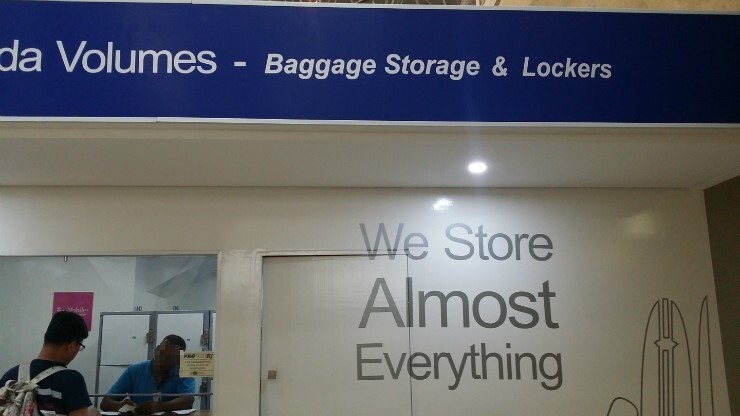 da Volumes - Baggage Storage & Lockers
We Store
Almost
Everything